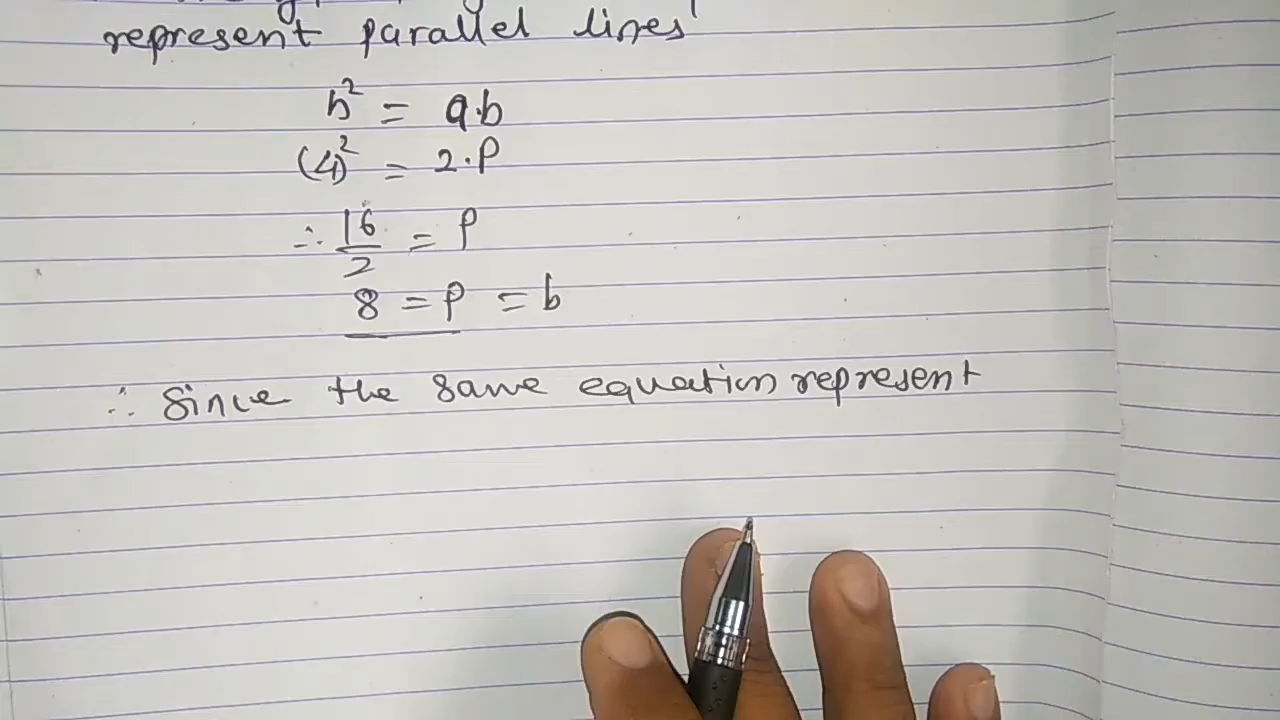 represent parallel lines
h² = a.b
(4)² = 2.P
∴ 16/2 = P
8 = P = b
∴ Since the same equation represent